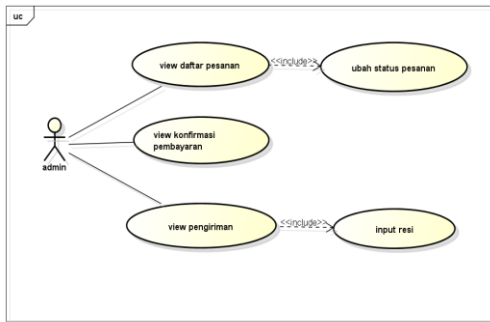 uc
view daftar pesanan
<<include>>
ubah status pesanan
view konfirmasi
pembayaran
admin
view pengiriman
<<include>>
input resi